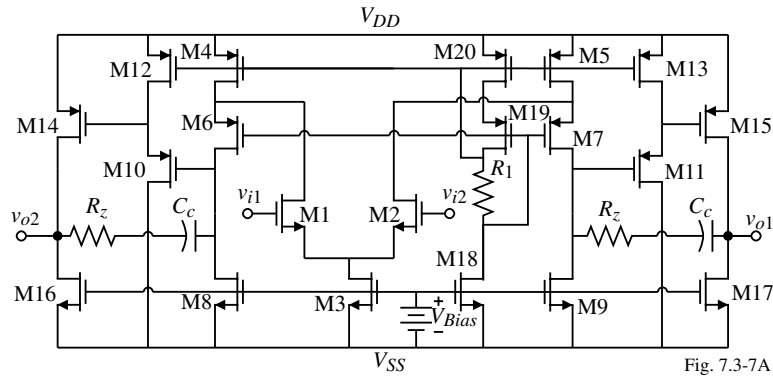 V_DD
M12 M4 M20 M5 M13
M14 M6 M19 M7 M15
M10 R_1 M11
v_i1 M1 M2 v_i2
v_o2 R_z C_c R_z C_c v_o1
M18
M16 M8 M3 + V_Bias − M9 M17
V_SS
Fig. 7.3-7A